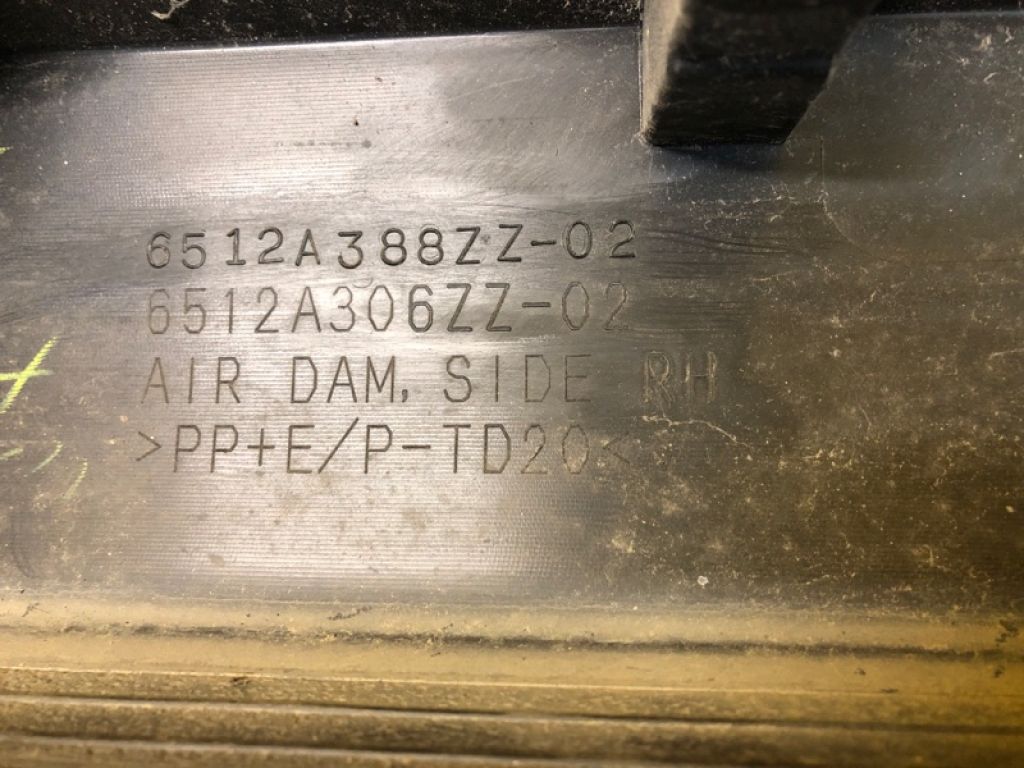 6512A388ZZ-02
6512A306ZZ-02
AIR DAM, SIDE RH
>PP+E/P-TD20<